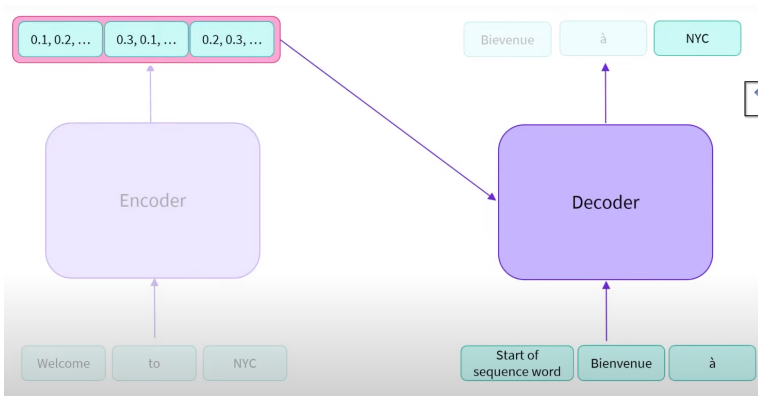 0.1, 0.2, ... 0.3, 0.1, ... 0.2, 0.3, ...
Bievenue à NYC
Encoder
Decoder
Welcome to NYC
Start of
sequence word
Bienvenue à